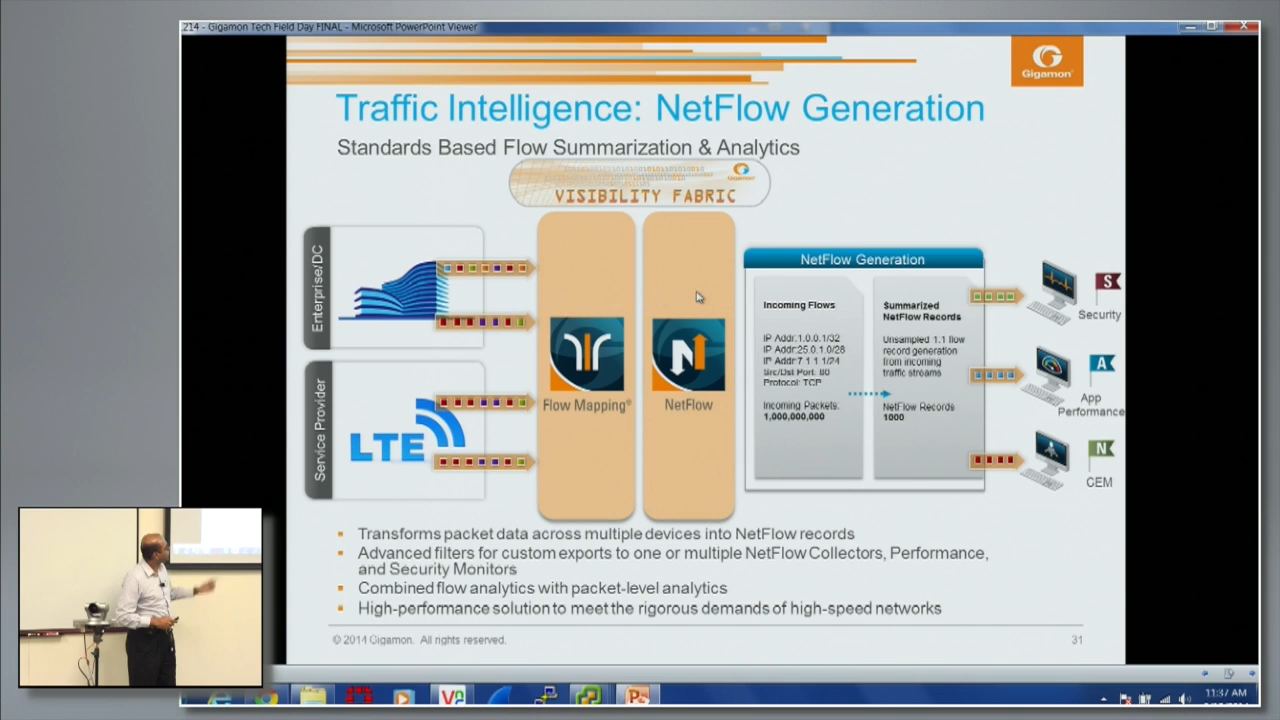 214 - Gigamon Tech Field Day FINAL - Microsoft PowerPoint Viewer
Gigamon®
Traffic Intelligence: NetFlow Generation
Standards Based Flow Summarization & Analytics
Gigamon
VISIBILITY FABRIC
Enterprise/DC
Service Provider
LTE
Flow Mapping®
N
NetFlow
NetFlow Generation
Incoming Flows
IP Addr:1.0.0.1/32
IP Addr:25.0.1.0/28
IP Addr:7.1.1.1/24
Src/Dst Port: 80
Protocol: TCP
Incoming Packets:
1,000,000,000
Summarized
NetFlow Records
Unsampled 1:1 flow
record generation
from incoming
traffic streams
NetFlow Records
1000
S
Security
A
App
Performance
N
CEM
Transforms packet data across multiple devices into NetFlow records
Advanced filters for custom exports to one or multiple NetFlow Collectors, Performance,
and Security Monitors
Combined flow analytics with packet-level analytics
High-performance solution to meet the rigorous demands of high-speed networks
© 2014 Gigamon. All rights reserved.
31
11:37 AM